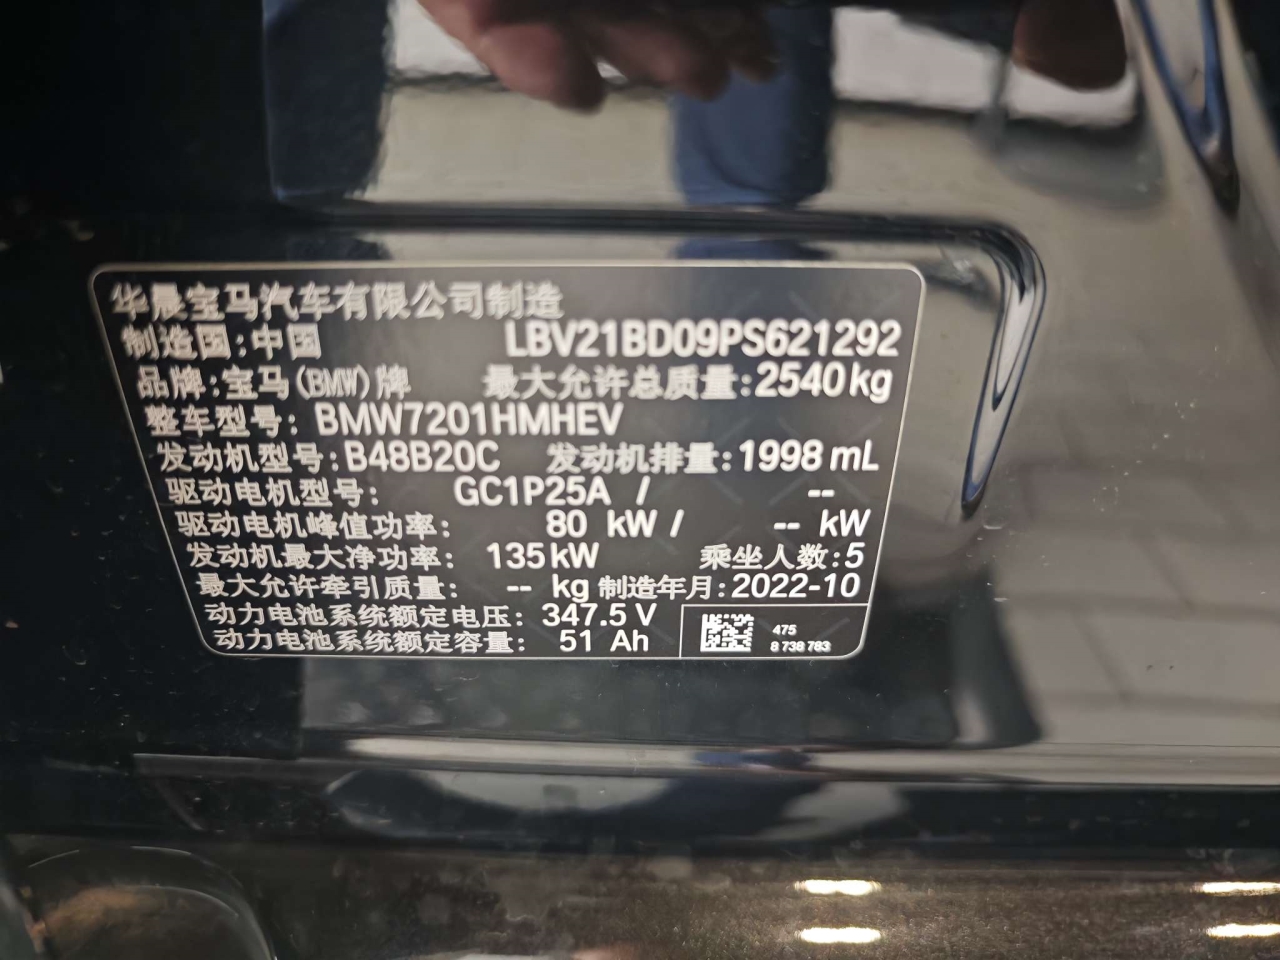 华晨宝马汽车有限公司制造
制造国:中国 LBV21BD09PS621292
品牌:宝马(BMW)牌 最大允许总质量:2540kg
整车型号:BMW7201HMHEV
发动机型号:B48B20C 发动机排量:1998 mL
驱动电机型号: GC1P25A / --
驱动电机峰值功率: 80 kW / -- kW
发动机最大净功率: 135kW 乘坐人数:5
最大允许牵引质量: -- kg 制造年月:2022-10
动力电池系统额定电压: 347.5 V
动力电池系统额定容量: 51 Ah
475
8 738 783